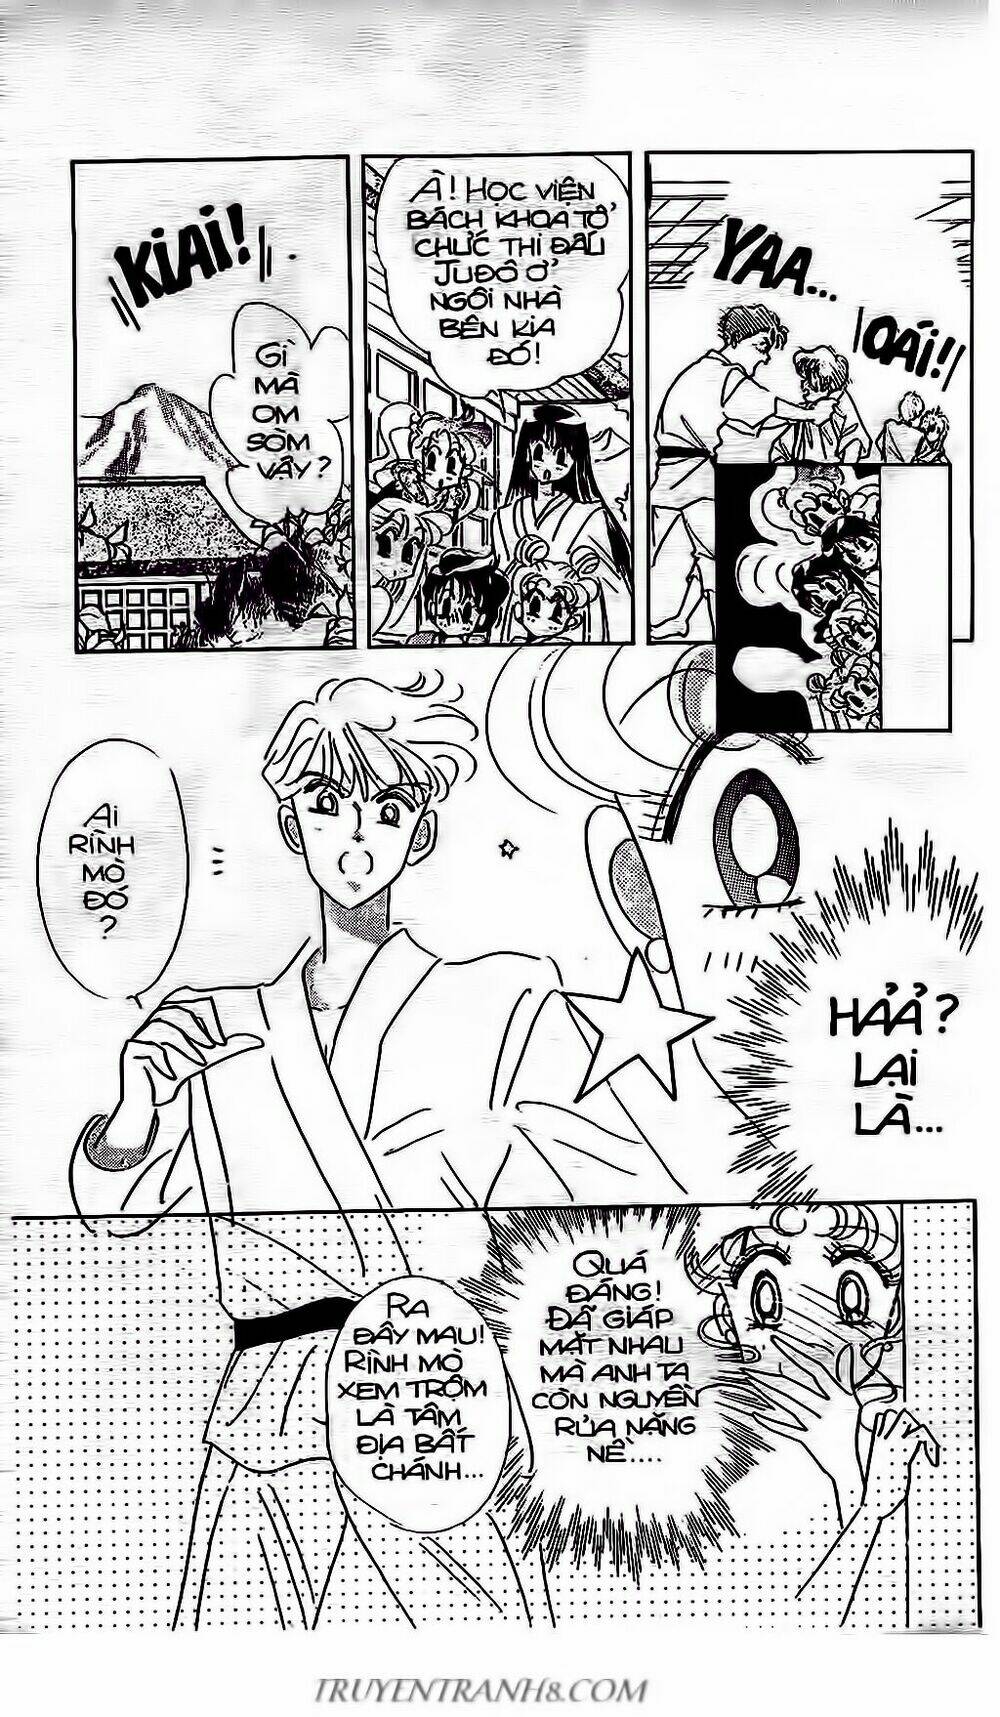 KIAI!
GÌ
MÀ
OM
SÒM
VẬY?
À! HỌC VIỆN
BÁCH KHOA TỔ
CHỨC THI ĐẤU
JUĐÔ Ở
NGÔI NHÀ
BÊN KIA
ĐÓ!
YAA...
OÁI!!
AI
RÌNH
MÒ
ĐÓ
?
HẢẢ?
LẠI
LÀ...
RA
ĐÂY MAU!
RÌNH MÒ
XEM TRỘM
LÀ TÂM
ĐỊA BẤT
CHÁNH...
QUÁ
ĐÁNG!
ĐÃ GIÁP
MẶT NHAU
MÀ ANH TA
CÒN NGUYỀN
RỦA NẶNG
NỀ....
TRUYENTRANH8.COM